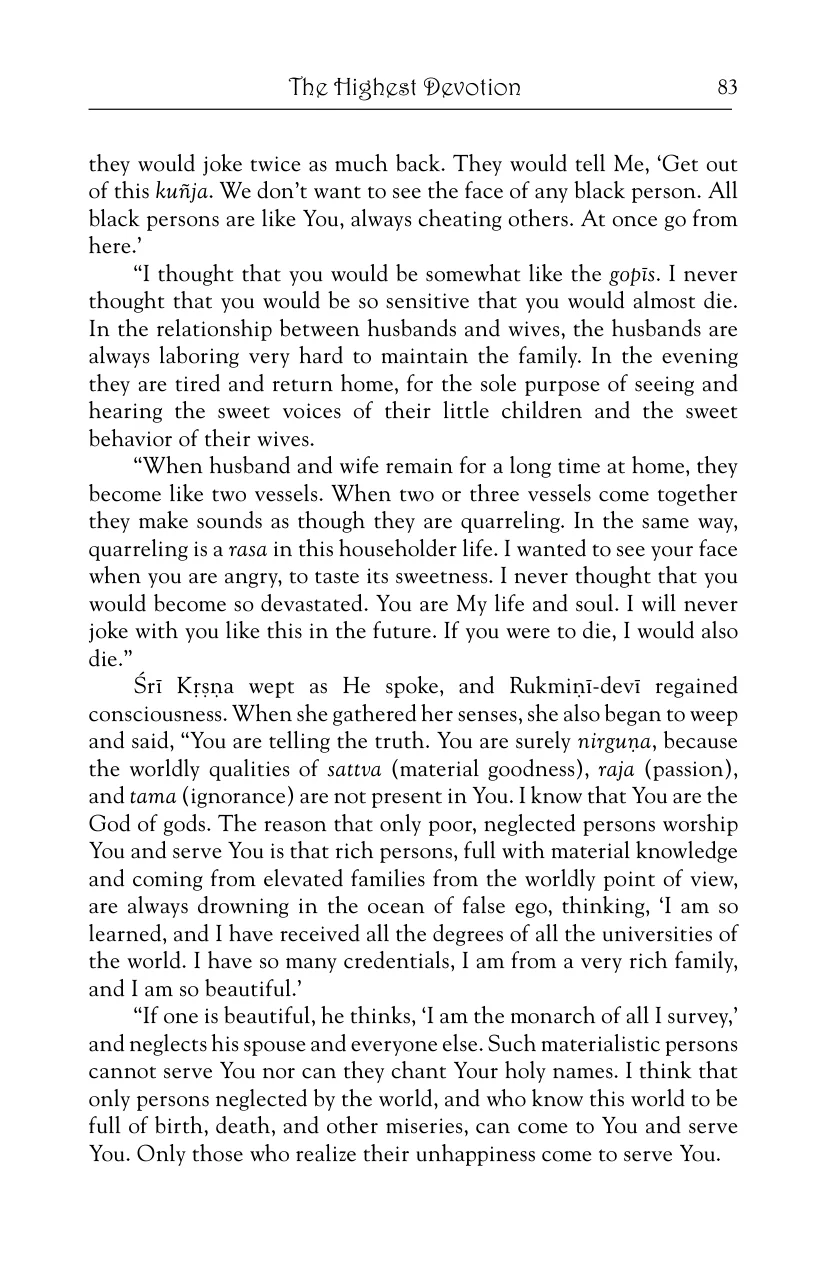 The Highest Devotion 83
they would joke twice as much back. They would tell Me, ‘Get out
of this kuñja. We don’t want to see the face of any black person. All
black persons are like You, always cheating others. At once go from
here.’
“I thought that you would be somewhat like the gopīs. I never
thought that you would be so sensitive that you would almost die.
In the relationship between husbands and wives, the husbands are
always laboring very hard to maintain the family. In the evening
they are tired and return home, for the sole purpose of seeing and
hearing the sweet voices of their little children and the sweet
behavior of their wives.
“When husband and wife remain for a long time at home, they
become like two vessels. When two or three vessels come together
they make sounds as though they are quarreling. In the same way,
quarreling is a rasa in this householder life. I wanted to see your face
when you are angry, to taste its sweetness. I never thought that you
would become so devastated. You are My life and soul. I will never
joke with you like this in the future. If you were to die, I would also
die.”
Śrī Kṛṣṇa wept as He spoke, and Rukmiṇī-devī regained
consciousness. When she gathered her senses, she also began to weep
and said, “You are telling the truth. You are surely nirguṇa, because
the worldly qualities of sattva (material goodness), raja (passion),
and tama (ignorance) are not present in You. I know that You are the
God of gods. The reason that only poor, neglected persons worship
You and serve You is that rich persons, full with material knowledge
and coming from elevated families from the worldly point of view,
are always drowning in the ocean of false ego, thinking, ‘I am so
learned, and I have received all the degrees of all the universities of
the world. I have so many credentials, I am from a very rich family,
and I am so beautiful.’
“If one is beautiful, he thinks, ‘I am the monarch of all I survey,’
and neglects his spouse and everyone else. Such materialistic persons
cannot serve You nor can they chant Your holy names. I think that
only persons neglected by the world, and who know this world to be
full of birth, death, and other miseries, can come to You and serve
You. Only those who realize their unhappiness come to serve You.